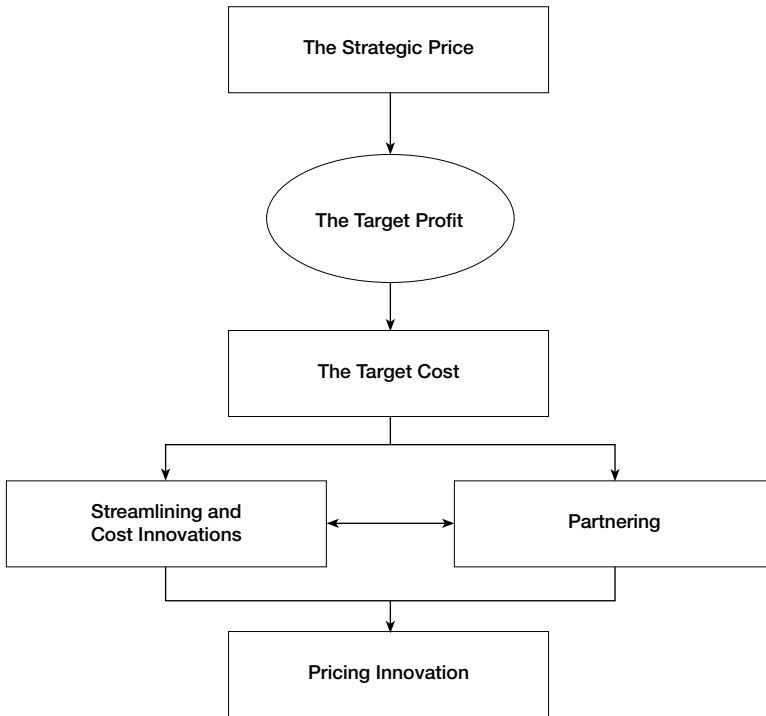 The Strategic Price
The Target Profit
The Target Cost
Streamlining and
Cost Innovations
Partnering
Pricing Innovation